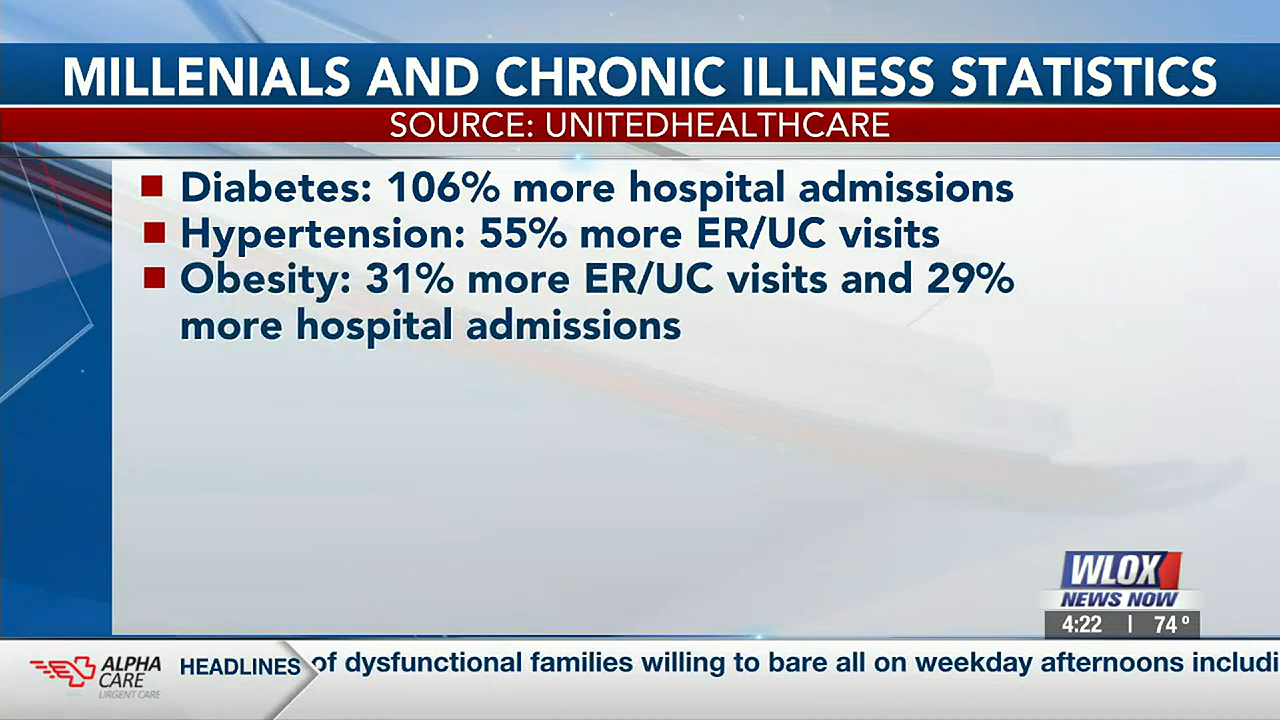 MILLENIALS AND CHRONIC ILLNESS STATISTICS
SOURCE: UNITEDHEALTHCARE
Diabetes: 106% more hospital admissions
Hypertension: 55% more ER/UC visits
Obesity: 31% more ER/UC visits and 29%
more hospital admissions
WLOX
NEWS NOW
4:22 | 74°
ALPHA
CARE
URGENT CARE
HEADLINES
of dysfunctional families willing to bare all on weekday afternoons includi